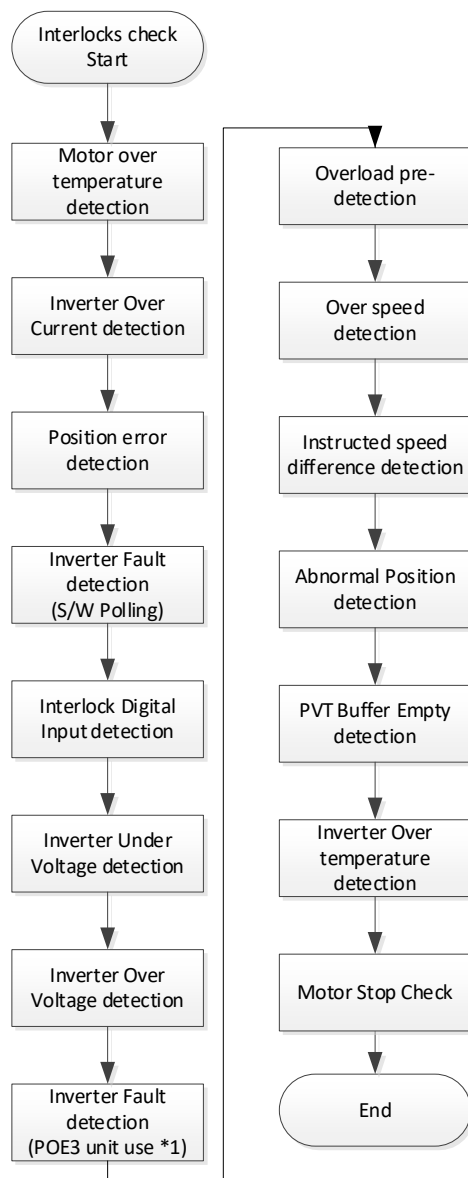 Interlocks check
Start
Motor over
temperature
detection
Inverter Over
Current detection
Position error
detection
Inverter Fault
detection
(S/W Polling)
Interlock Digital
Input detection
Inverter Under
Voltage detection
Inverter Over
Voltage detection
Inverter Fault
detection
(POE3 unit use *1)
Overload pre-
detection
Over speed
detection
Instructed speed
difference detection
Abnormal Position
detection
PVT Buffer Empty
detection
Inverter Over
temperature
detection
Motor Stop Check
End